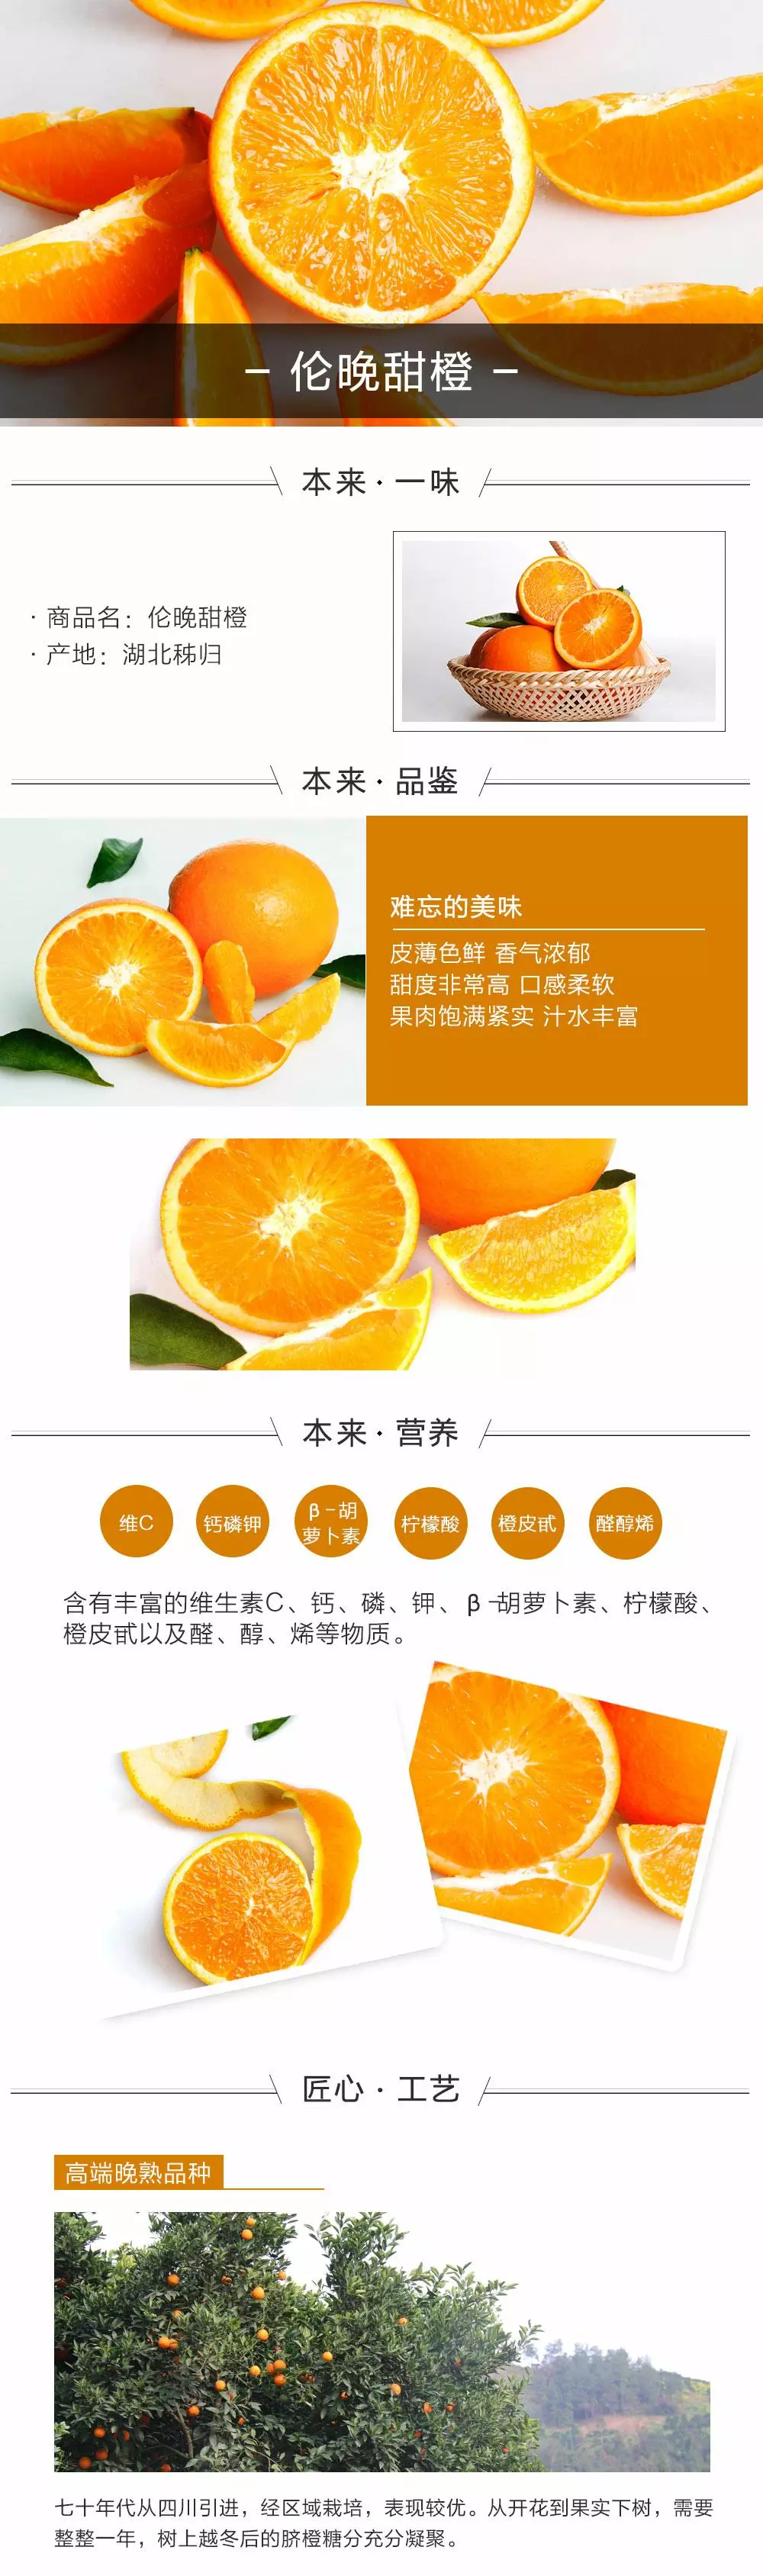 - 伦晚甜橙 -
本来·一味
· 商品名：伦晚甜橙
· 产地：湖北秭归
本来·品鉴
难忘的美味
皮薄色鲜 香气浓郁
甜度非常高 口感柔软
果肉饱满紧实 汁水丰富
本来·营养
维C
钙磷钾
β-胡
萝卜素
柠檬酸
橙皮甙
醛醇烯
含有丰富的维生素C、钙、磷、钾、β-胡萝卜素、柠檬酸、
橙皮甙以及醛、醇、烯等物质。
匠心·工艺
高端晚熟品种
七十年代从四川引进，经区域栽培，表现较优。从开花到果实下树，需要
整整一年，树上越冬后的脐橙糖分充分凝聚。